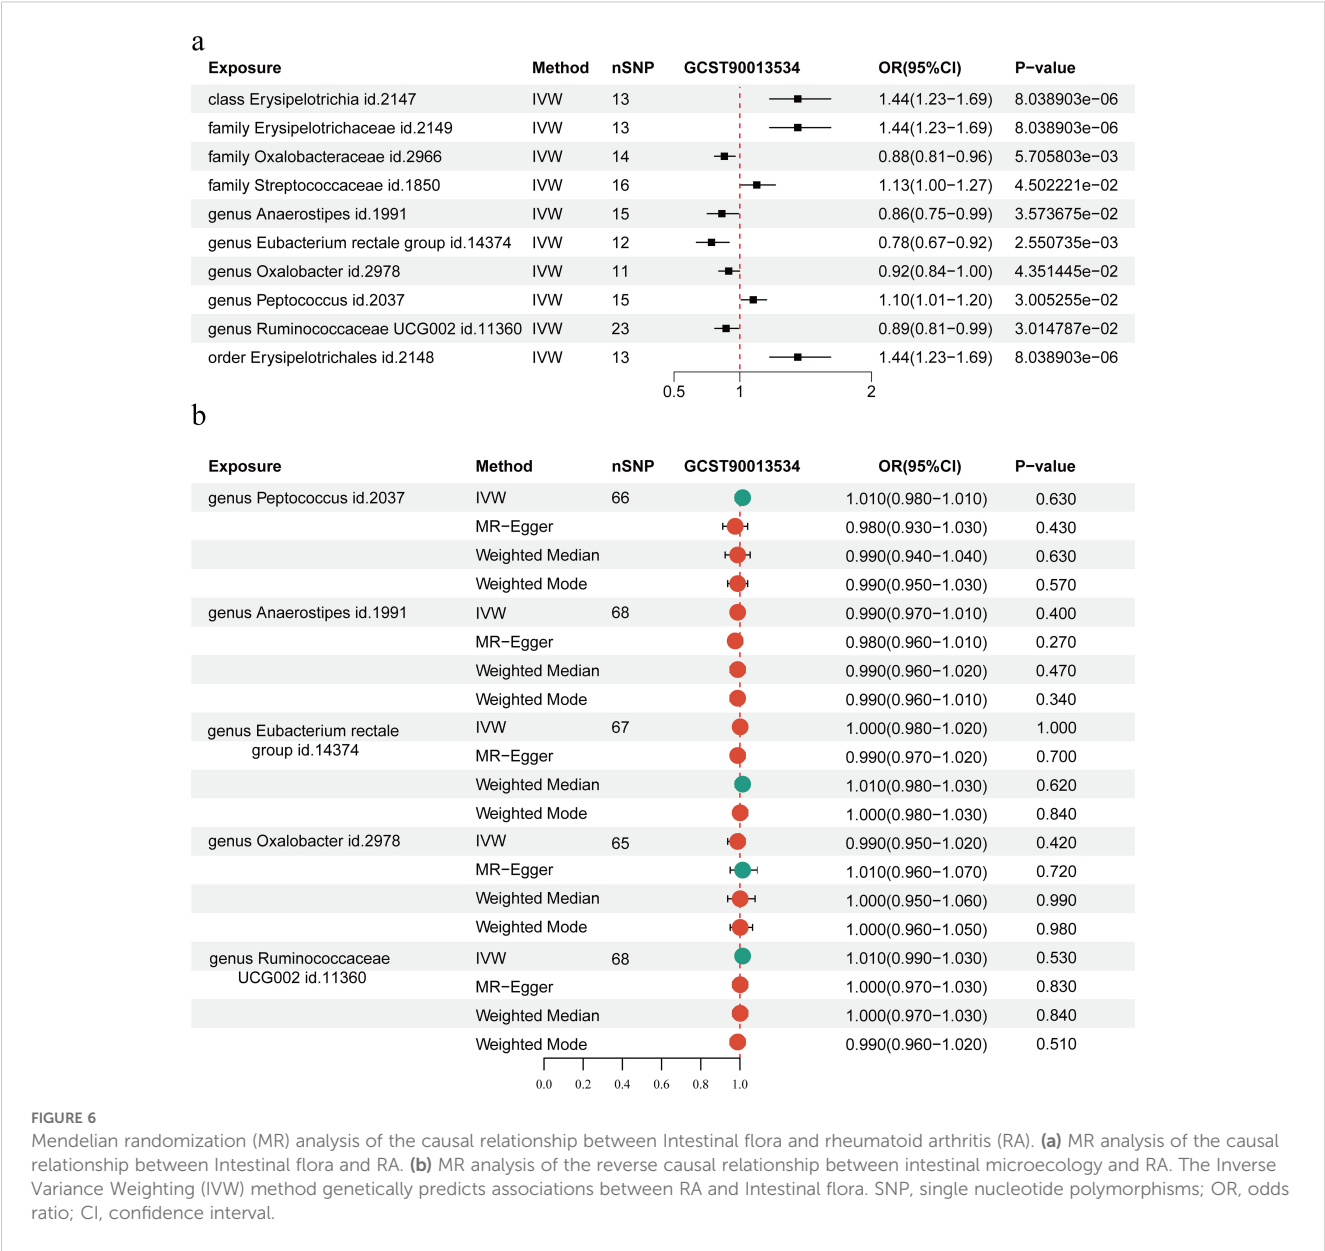 a
Exposure Method nSNP GCST90013534 OR(95%CI) P−value
class Erysipelotrichia id.2147 IVW 13 1.44(1.23−1.69) 8.038903e−06
family Erysipelotrichaceae id.2149 IVW 13 1.44(1.23−1.69) 8.038903e−06
family Oxalobacteraceae id.2966 IVW 14 0.88(0.81−0.96) 5.705803e−03
family Streptococcaceae id.1850 IVW 16 1.13(1.00−1.27) 4.502221e−02
genus Anaerostipes id.1991 IVW 15 0.86(0.75−0.99) 3.573675e−02
genus Eubacterium rectale group id.14374 IVW 12 0.78(0.67−0.92) 2.550735e−03
genus Oxalobacter id.2978 IVW 11 0.92(0.84−1.00) 4.351445e−02
genus Peptococcus id.2037 IVW 15 1.10(1.01−1.20) 3.005255e−02
genus Ruminococcaceae UCG002 id.11360 IVW 23 0.89(0.81−0.99) 3.014787e−02
order Erysipelotrichales id.2148 IVW 13 1.44(1.23−1.69) 8.038903e−06
0.5 1 2
b
Exposure Method nSNP GCST90013534 OR(95%CI) P−value
genus Peptococcus id.2037 IVW 66 1.010(0.980−1.010) 0.630
MR−Egger 0.980(0.930−1.030) 0.430
Weighted Median 0.990(0.940−1.040) 0.630
Weighted Mode 0.990(0.950−1.030) 0.570
genus Anaerostipes id.1991 IVW 68 0.990(0.970−1.010) 0.400
MR−Egger 0.980(0.960−1.010) 0.270
Weighted Median 0.990(0.960−1.020) 0.470
Weighted Mode 0.990(0.960−1.010) 0.340
genus Eubacterium rectale IVW 67 1.000(0.980−1.020) 1.000
group id.14374 MR−Egger 0.990(0.970−1.020) 0.700
Weighted Median 1.010(0.980−1.030) 0.620
Weighted Mode 1.000(0.980−1.030) 0.840
genus Oxalobacter id.2978 IVW 65 0.990(0.950−1.020) 0.420
MR−Egger 1.010(0.960−1.070) 0.720
Weighted Median 1.000(0.950−1.060) 0.990
Weighted Mode 1.000(0.960−1.050) 0.980
genus Ruminococcaceae IVW 68 1.010(0.990−1.030) 0.530
UCG002 id.11360 MR−Egger 1.000(0.970−1.030) 0.830
Weighted Median 1.000(0.970−1.030) 0.840
Weighted Mode 0.990(0.960−1.020) 0.510
0.0 0.2 0.4 0.6 0.8 1.0
FIGURE 6
Mendelian randomization (MR) analysis of the causal relationship between Intestinal flora and rheumatoid arthritis (RA). (a) MR analysis of the causal
relationship between Intestinal flora and RA. (b) MR analysis of the reverse causal relationship between intestinal microecology and RA. The Inverse
Variance Weighting (IVW) method genetically predicts associations between RA and Intestinal flora. SNP, single nucleotide polymorphisms; OR, odds
ratio; CI, confidence interval.